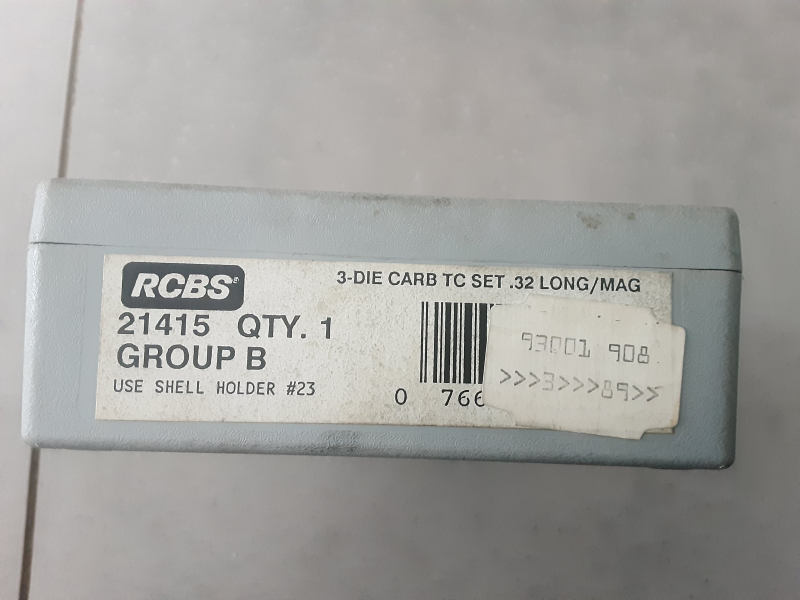 RCBS®
3-DIE CARB TC SET .32 LONG/MAG
21415 QTY. 1
GROUP B
USE SHELL HOLDER #23
0 766
93001 908
>>>3>>>89>>